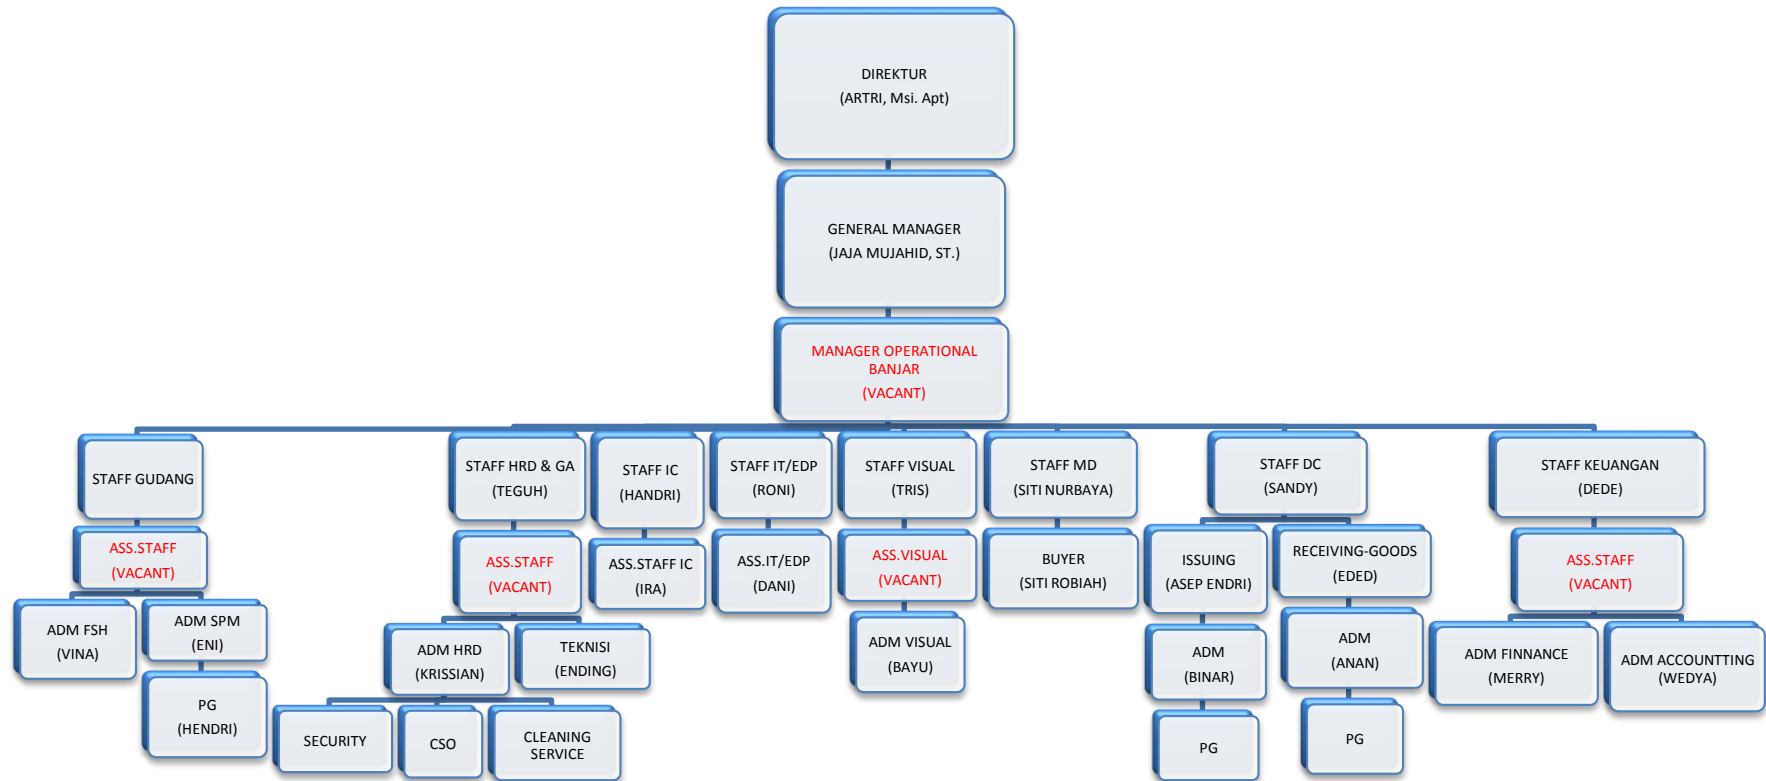 DIREKTUR
(ARTRI, Msi. Apt)
GENERAL MANAGER
(JAJA MUJAHID, ST.)
MANAGER OPERATIONAL
BANJAR
(VACANT)
STAFF GUDANG
STAFF HRD & GA
(TEGUH)
STAFF IC
(HANDRI)
STAFF IT/EDP
(RONI)
STAFF VISUAL
(TRIS)
STAFF MD
(SITI NURBAYA)
STAFF DC
(SANDY)
STAFF KEUANGAN
(DEDE)
ASS.STAFF
(VACANT)
ASS.STAFF
(VACANT)
ASS.STAFF IC
(IRA)
ASS.IT/EDP
(DANI)
ASS.VISUAL
(VACANT)
BUYER
(SITI ROBIAH)
ISSUING
(ASEP ENDRI)
RECEIVING-GOODS
(EDED)
ASS.STAFF
(VACANT)
ADM FSH
(VINA)
ADM SPM
(ENI)
ADM HRD
(KRISSIAN)
TEKNISI
(ENDING)
ADM VISUAL
(BAYU)
ADM
(BINAR)
ADM
(ANAN)
ADM FINNANCE
(MERRY)
ADM ACCOUNTTING
(WEDYA)
PG
(HENDRI)
SECURITY
CSO
CLEANING
SERVICE
PG
PG